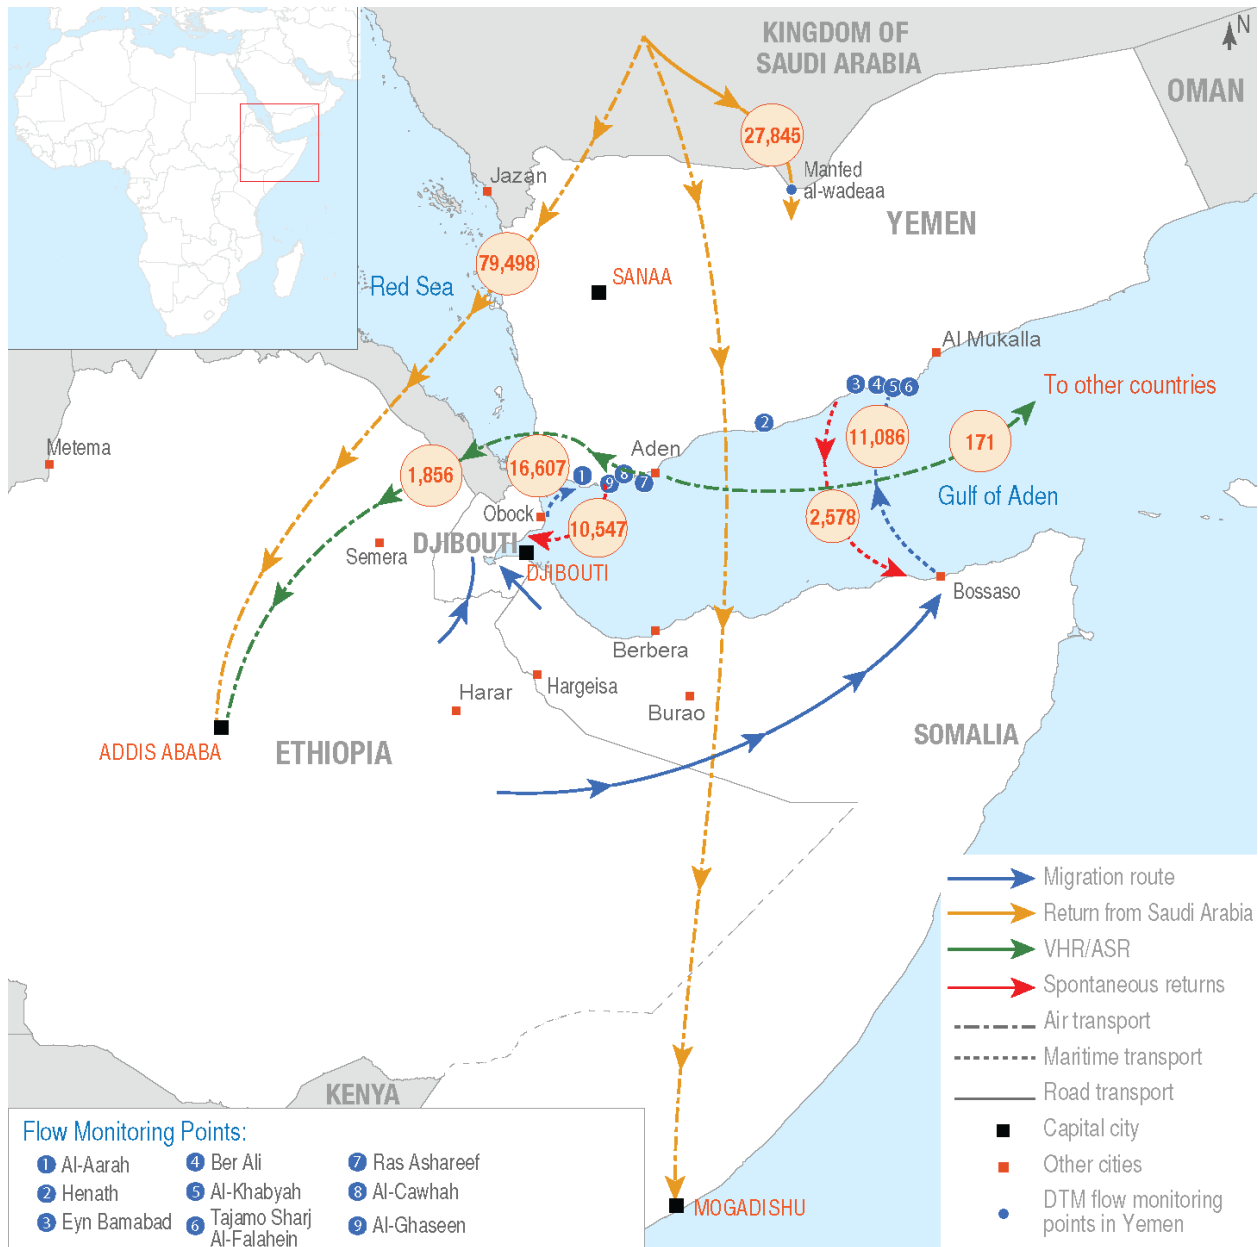 KINGDOM OF
SAUDI ARABIA
N
OMAN
27,845
Jazan
Manfed
al-wadeaa
YEMEN
79,498
SANAA
Red Sea
Al Mukalla
To other countries
3
4
5
6
2
11,086
171
Metema
Aden
1,856
16,607
1
8
9
7
Gulf of Aden
Obock
10,547
2,578
Semera
DJIBOUTI
DJIBOUTI
Bossaso
Berbera
Hargeisa
Harar
Burao
ADDIS ABABA
ETHIOPIA
SOMALIA
KENYA
MOGADISHU
Migration route
Return from Saudi Arabia
VHR/ASR
Spontaneous returns
Air transport
Maritime transport
Road transport
Capital city
Other cities
DTM flow monitoring
points in Yemen
Flow Monitoring Points:
1 Al-Aarah
2 Henath
3 Eyn Bamabad
4 Ber Ali
5 Al-Khabyah
6 Tajamo Sharj
Al-Falahein
7 Ras Ashareef
8 Al-Cawhah
9 Al-Ghaseen